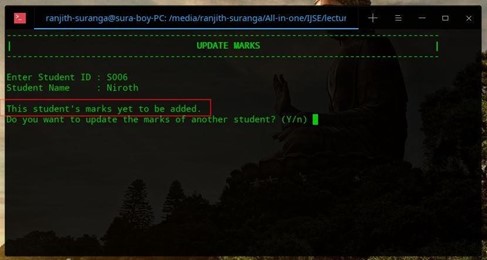 ranjith-suranga@sura-boy-PC: /media/ranjith-suranga/All-in-one/IJSE/lectur
UPDATE MARKS
Enter Student ID : S006
Student Name : Niroth
This student's marks yet to be added.
Do you want to update the marks of another student? (Y/n)